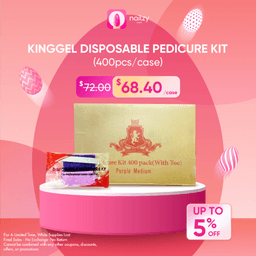 nailzy
KINGGEL DISPOSABLE PEDICURE KIT
(400pcs/case)
$72.00 $68.40 /CASE
ure Kit 400 pack(With Toe)
Purple Medium
For A Limited Time, While Supplies Last
Final Sales - No Exchange, No Return
Cannot be combined with any other coupons, discounts,
offers, or promotions.
UP TO
5% OFF